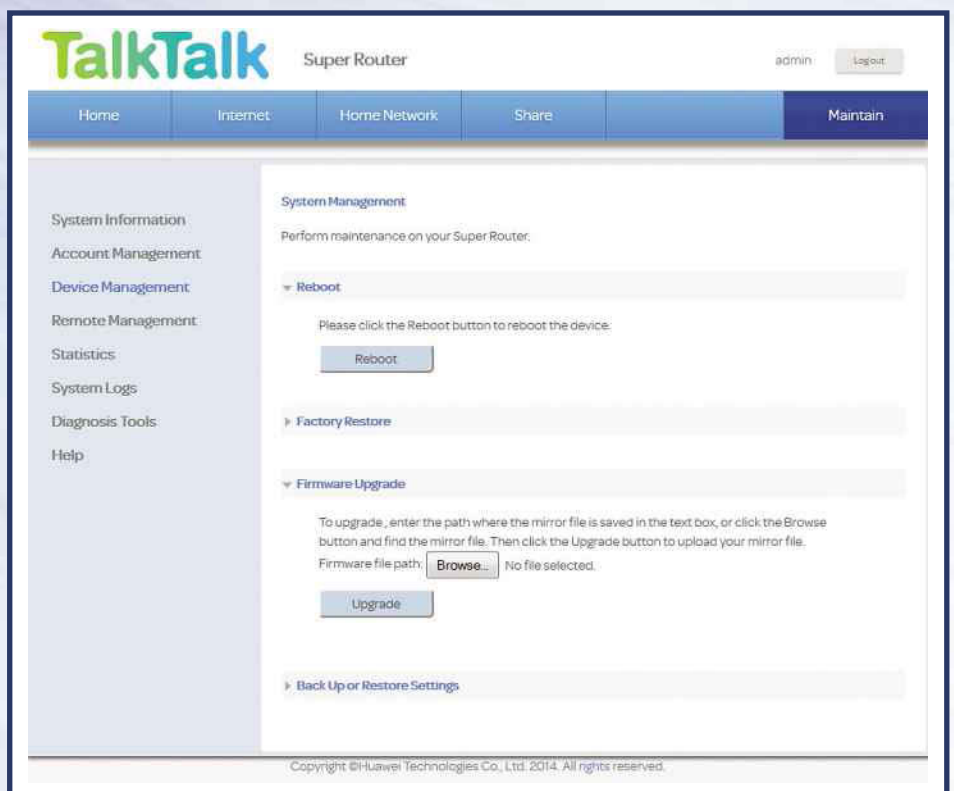 TalkTalk Super Router admin Logout
Home Internet Home Network Share Maintain
System Information
Account Management
Device Management
Remote Management
Statistics
System Logs
Diagnosis Tools
Help
System Management
Perform maintenance on your Super Router.
Reboot
Please click the Reboot button to reboot the device.
Reboot
Factory Restore
Firmware Upgrade
To upgrade , enter the path where the mirror file is saved in the text box, or click the Browse
button and find the mirror file. Then click the Upgrade button to upload your mirror file.
Firmware file path: Browse... No file selected.
Upgrade
Back Up or Restore Settings
Copyright ©Huawei Technologies Co., Ltd. 2014. All rights reserved.